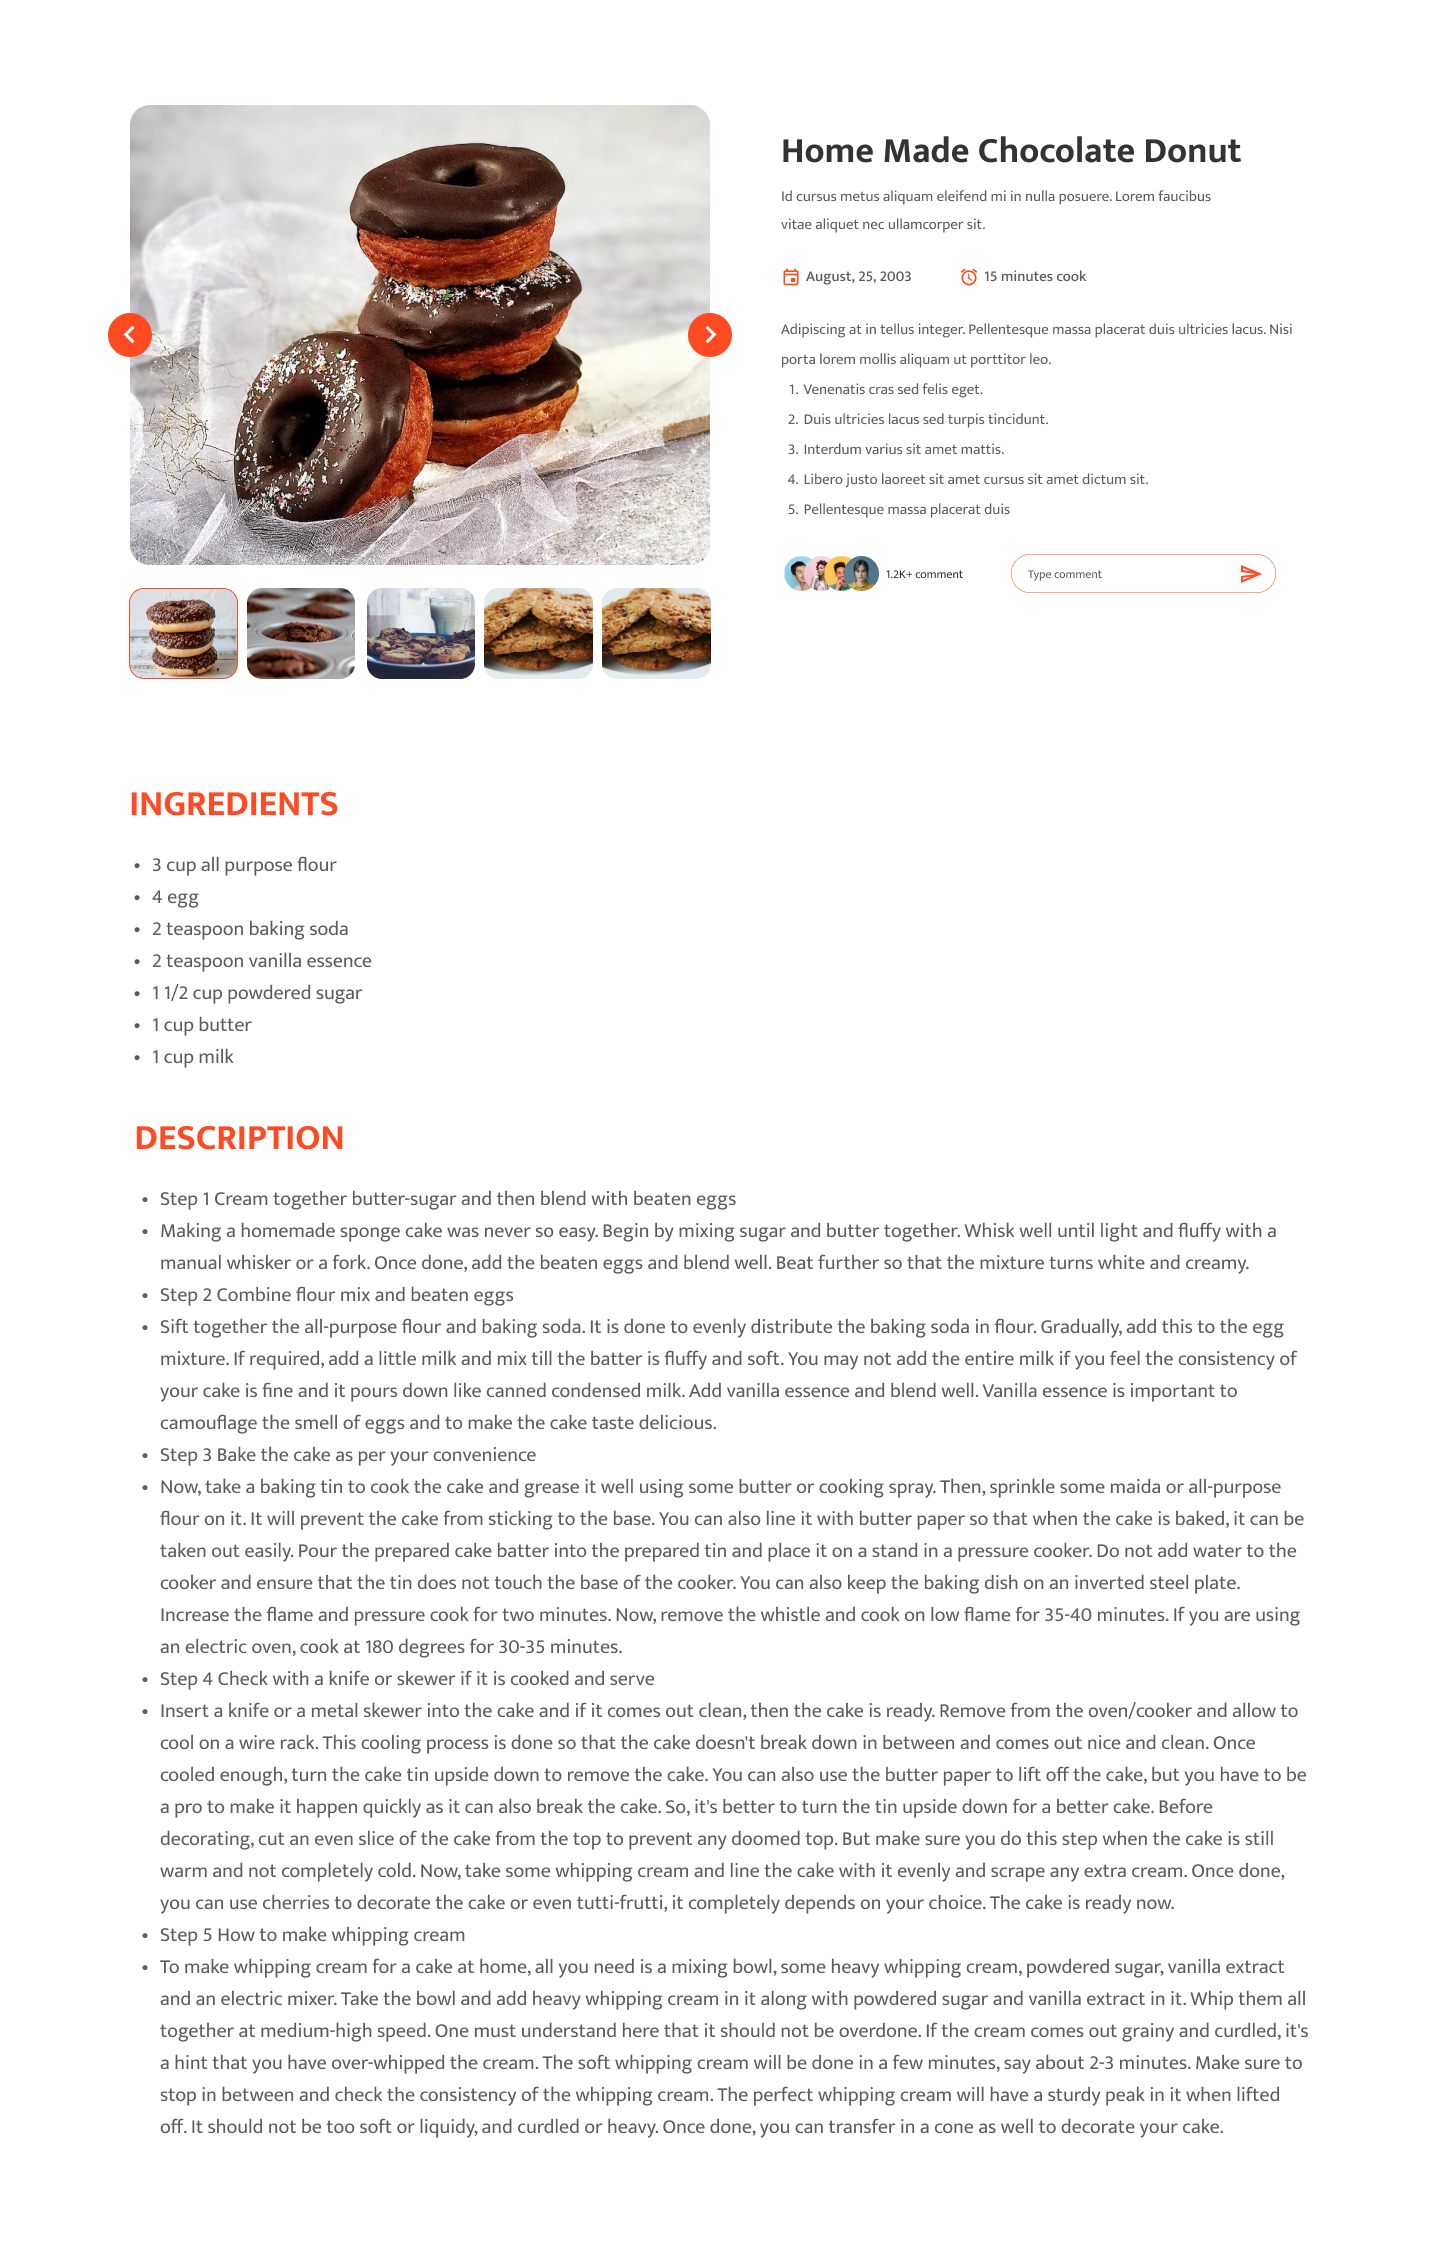 Home Made Chocolate Donut
Id cursus metus aliquam eleifend mi in nulla posuere. Lorem faucibus
vitae aliquet nec ullamcorper sit.
August, 25, 2003
15 minutes cook
Adipiscing at in tellus integer. Pellentesque massa placerat duis ultricies lacus. Nisi
porta lorem mollis aliquam ut porttitor leo.
1. Venenatis cras sed felis eget.
2. Duis ultricies lacus sed turpis tincidunt.
3. Interdum varius sit amet mattis.
4. Libero justo laoreet sit amet cursus sit amet dictum sit.
5. Pellentesque massa placerat duis
1.2K+ comment
Type comment
INGREDIENTS
• 3 cup all purpose flour
• 4 egg
• 2 teaspoon baking soda
• 2 teaspoon vanilla essence
• 1 1/2 cup powdered sugar
• 1 cup butter
• 1 cup milk
DESCRIPTION
• Step 1 Cream together butter-sugar and then blend with beaten eggs
• Making a homemade sponge cake was never so easy. Begin by mixing sugar and butter together. Whisk well until light and fluffy with a
manual whisker or a fork. Once done, add the beaten eggs and blend well. Beat further so that the mixture turns white and creamy.
• Step 2 Combine flour mix and beaten eggs
• Sift together the all-purpose flour and baking soda. It is done to evenly distribute the baking soda in flour. Gradually, add this to the egg
mixture. If required, add a little milk and mix till the batter is fluffy and soft. You may not add the entire milk if you feel the consistency of
your cake is fine and it pours down like canned condensed milk. Add vanilla essence and blend well. Vanilla essence is important to
camouflage the smell of eggs and to make the cake taste delicious.
• Step 3 Bake the cake as per your convenience
• Now, take a baking tin to cook the cake and grease it well using some butter or cooking spray. Then, sprinkle some maida or all-purpose
flour on it. It will prevent the cake from sticking to the base. You can also line it with butter paper so that when the cake is baked, it can be
taken out easily. Pour the prepared cake batter into the prepared tin and place it on a stand in a pressure cooker. Do not add water to the
cooker and ensure that the tin does not touch the base of the cooker. You can also keep the baking dish on an inverted steel plate.
Increase the flame and pressure cook for two minutes. Now, remove the whistle and cook on low flame for 35-40 minutes. If you are using
an electric oven, cook at 180 degrees for 30-35 minutes.
• Step 4 Check with a knife or skewer if it is cooked and serve
• Insert a knife or a metal skewer into the cake and if it comes out clean, then the cake is ready. Remove from the oven/cooker and allow to
cool on a wire rack. This cooling process is done so that the cake doesn't break down in between and comes out nice and clean. Once
cooled enough, turn the cake tin upside down to remove the cake. You can also use the butter paper to lift off the cake, but you have to be
a pro to make it happen quickly as it can also break the cake. So, it's better to turn the tin upside down for a better cake. Before
decorating, cut an even slice of the cake from the top to prevent any doomed top. But make sure you do this step when the cake is still
warm and not completely cold. Now, take some whipping cream and line the cake with it evenly and scrape any extra cream. Once done,
you can use cherries to decorate the cake or even tutti-frutti, it completely depends on your choice. The cake is ready now.
• Step 5 How to make whipping cream
• To make whipping cream for a cake at home, all you need is a mixing bowl, some heavy whipping cream, powdered sugar, vanilla extract
and an electric mixer. Take the bowl and add heavy whipping cream in it along with powdered sugar and vanilla extract in it. Whip them all
together at medium-high speed. One must understand here that it should not be overdone. If the cream comes out grainy and curdled, it's
a hint that you have over-whipped the cream. The soft whipping cream will be done in a few minutes, say about 2-3 minutes. Make sure to
stop in between and check the consistency of the whipping cream. The perfect whipping cream will have a sturdy peak in it when lifted
off. It should not be too soft or liquidy, and curdled or heavy. Once done, you can transfer in a cone as well to decorate your cake.